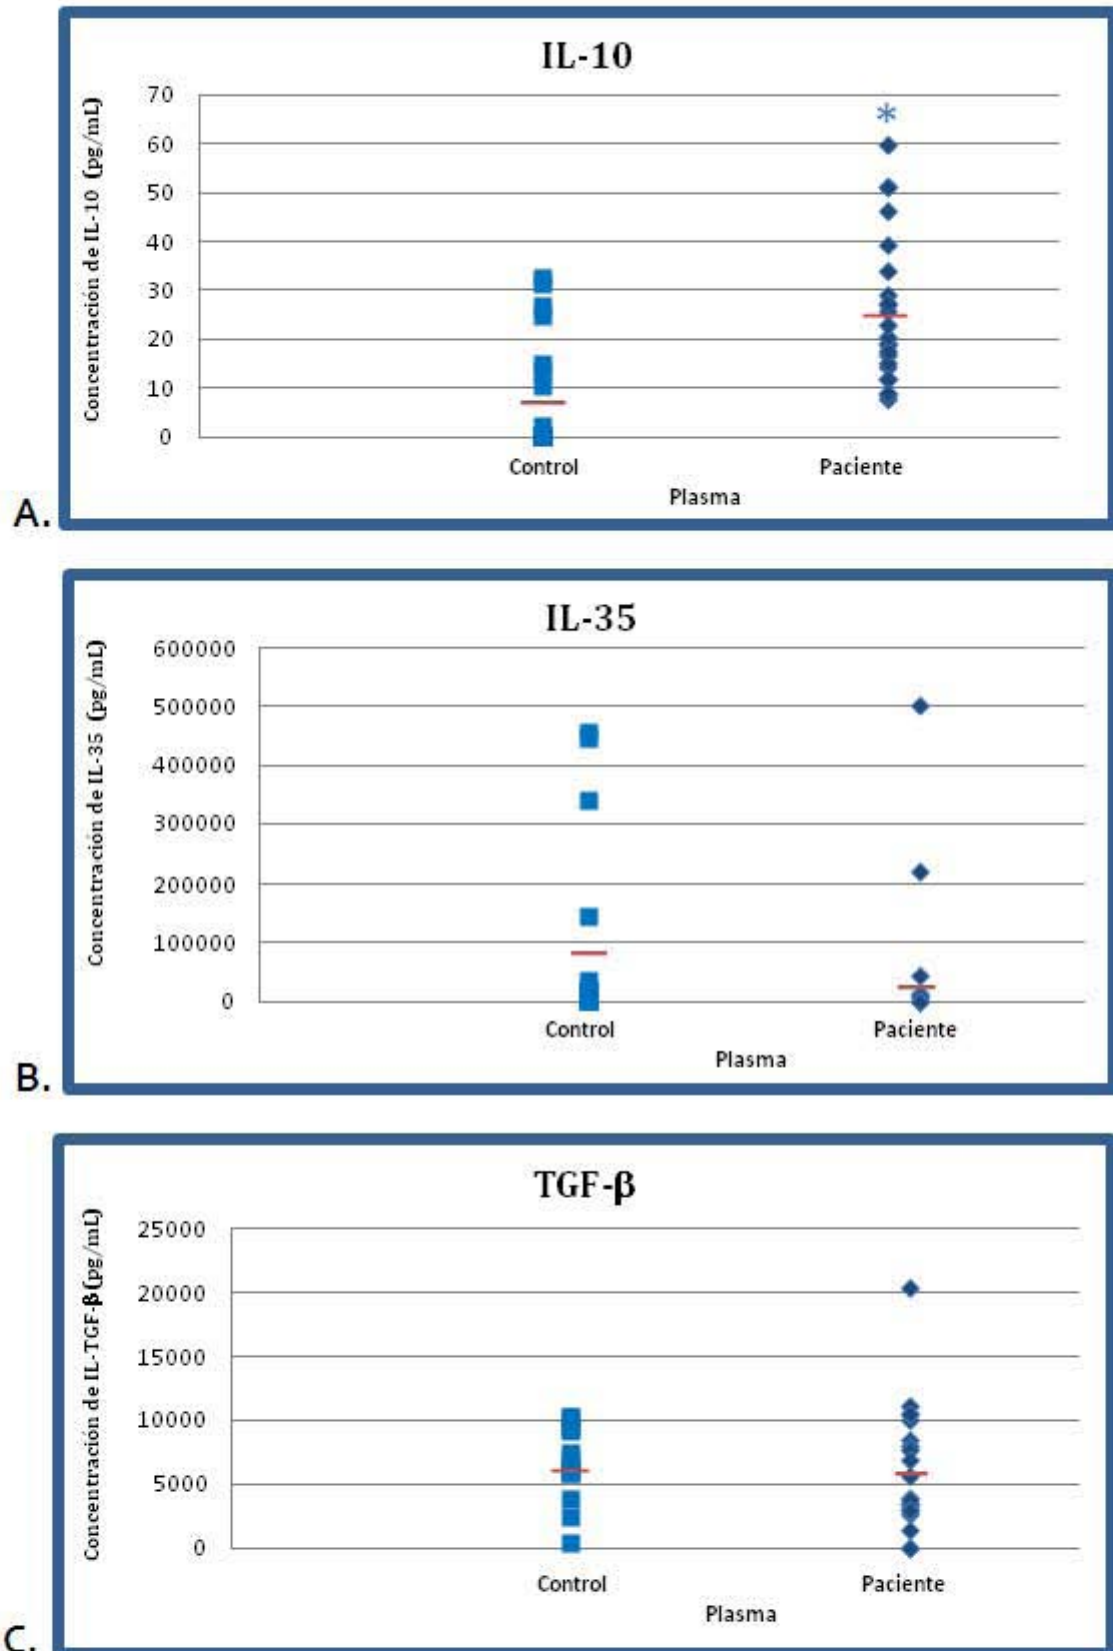 IL-10
Concentración de IL-10 (pg/mL)
70
60
50
40
30
20
10
0
*
Control Paciente
Plasma
A.
IL-35
Concentración de IL-35 (pg/mL)
600000
500000
400000
300000
200000
100000
0
Control Paciente
Plasma
B.
TGF-β
Concentración de IL-TGF-β (pg/mL)
25000
20000
15000
10000
5000
0
Control Paciente
Plasma
C.